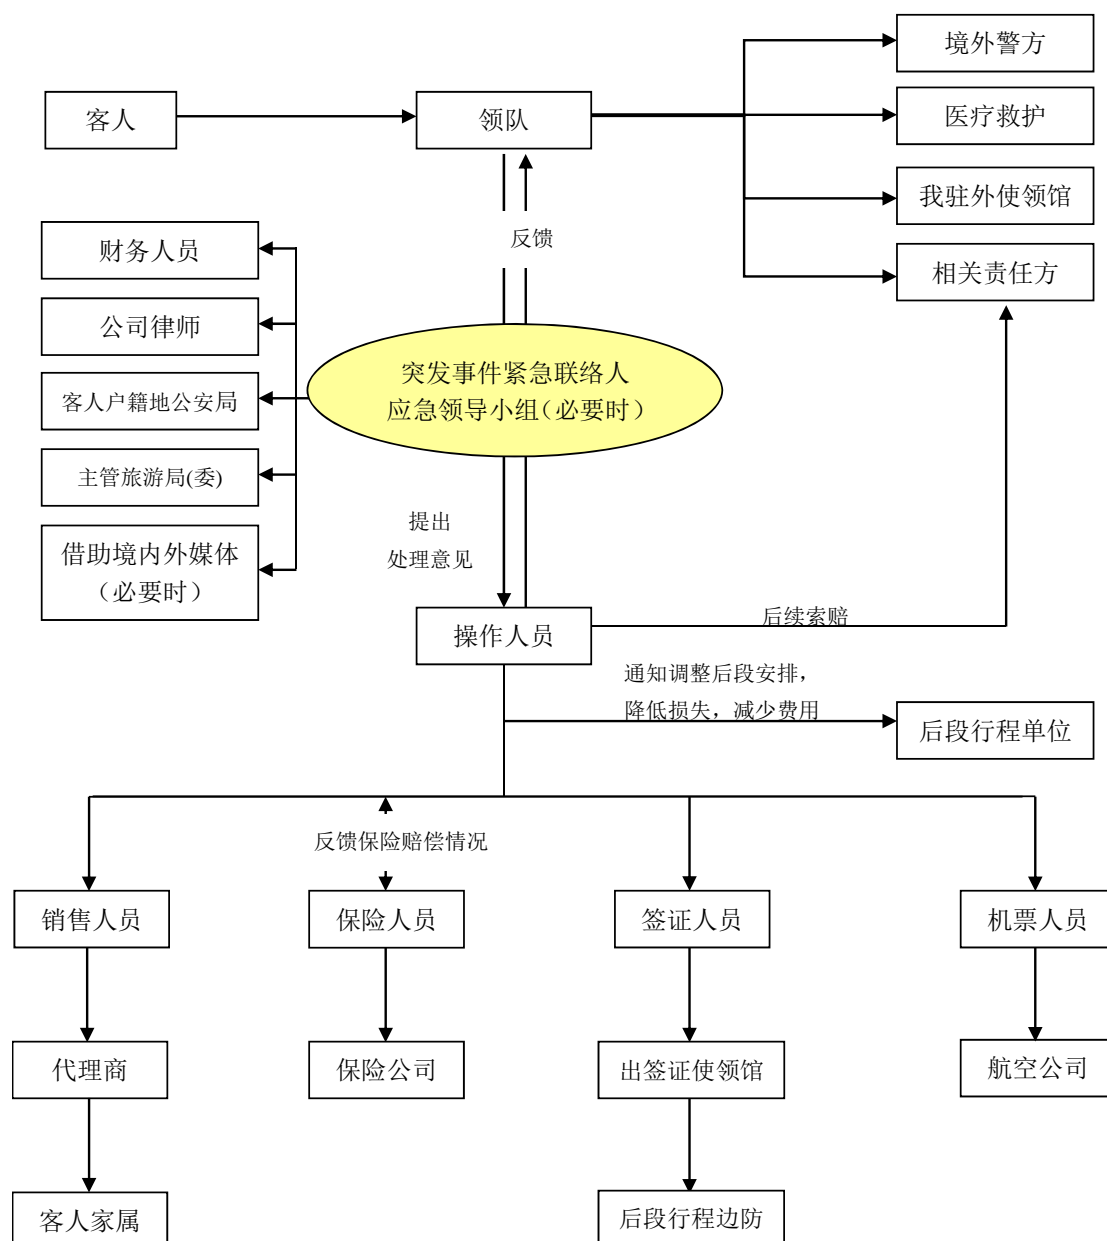 境外警方
客人
领队
医疗救护
我驻外使领馆
反馈
财务人员
相关责任方
公司律师
突发事件紧急联络人
应急领导小组（必要时）
客人户籍地公安局
主管旅游局(委)
提出
处理意见
借助境内外媒体
（必要时）
操作人员
后续索赔
通知调整后段安排，
降低损失，减少费用
后段行程单位
反馈保险赔偿情况
销售人员
保险人员
签证人员
机票人员
代理商
保险公司
出签证使领馆
航空公司
客人家属
后段行程边防